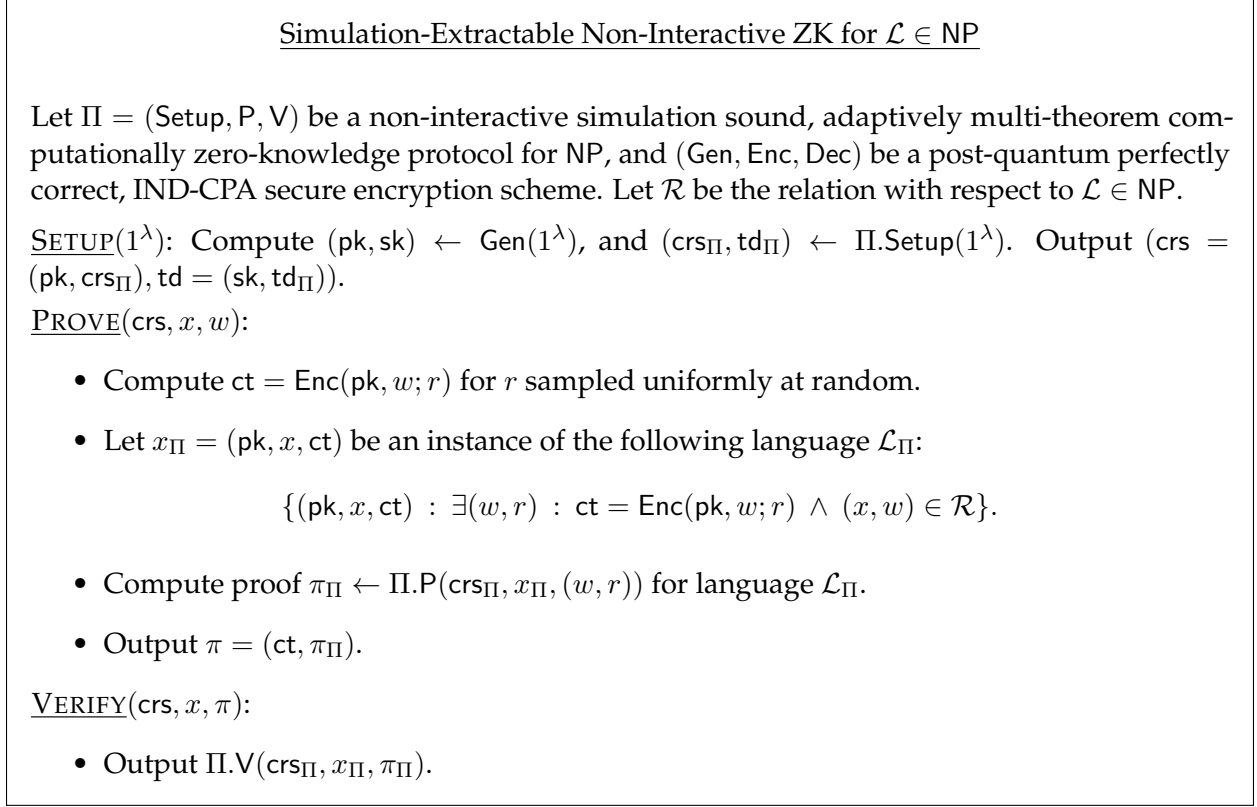 Simulation-Extractable Non-Interactive ZK for ℒ ∈ NP
Let Π = (Setup, P, V) be a non-interactive simulation sound, adaptively multi-theorem com-
putationally zero-knowledge protocol for NP, and (Gen, Enc, Dec) be a post-quantum perfectly
correct, IND-CPA secure encryption scheme. Let ℛ be the relation with respect to ℒ ∈ NP.
SETUP(1^λ): Compute (pk, sk) ← Gen(1^λ), and (crs_Π, td_Π) ← Π.Setup(1^λ). Output (crs =
(pk, crs_Π), td = (sk, td_Π)).
PROVE(crs, x, w):
• Compute ct = Enc(pk, w; r) for r sampled uniformly at random.
• Let x_Π = (pk, x, ct) be an instance of the following language ℒ_Π:
{(pk, x, ct) : ∃(w, r) : ct = Enc(pk, w; r) ∧ (x, w) ∈ ℛ}.
• Compute proof π_Π ← Π.P(crs_Π, x_Π, (w, r)) for language ℒ_Π.
• Output π = (ct, π_Π).
VERIFY(crs, x, π):
• Output Π.V(crs_Π, x_Π, π_Π).